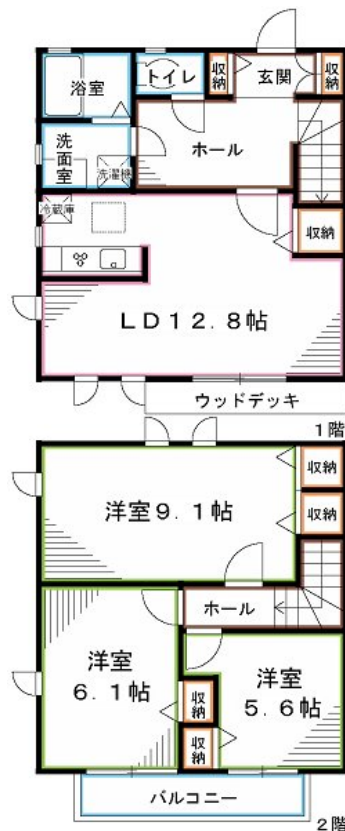 浴室
トイレ
収納
玄関
収納
洗面室
洗濯機
ホール
冷蔵庫
収納
LD12.8帖
ウッドデッキ
1階
洋室9.1帖
収納
収納
ホール
洋室
6.1帖
収納
洋室
5.6帖
収納
バルコニー
2階